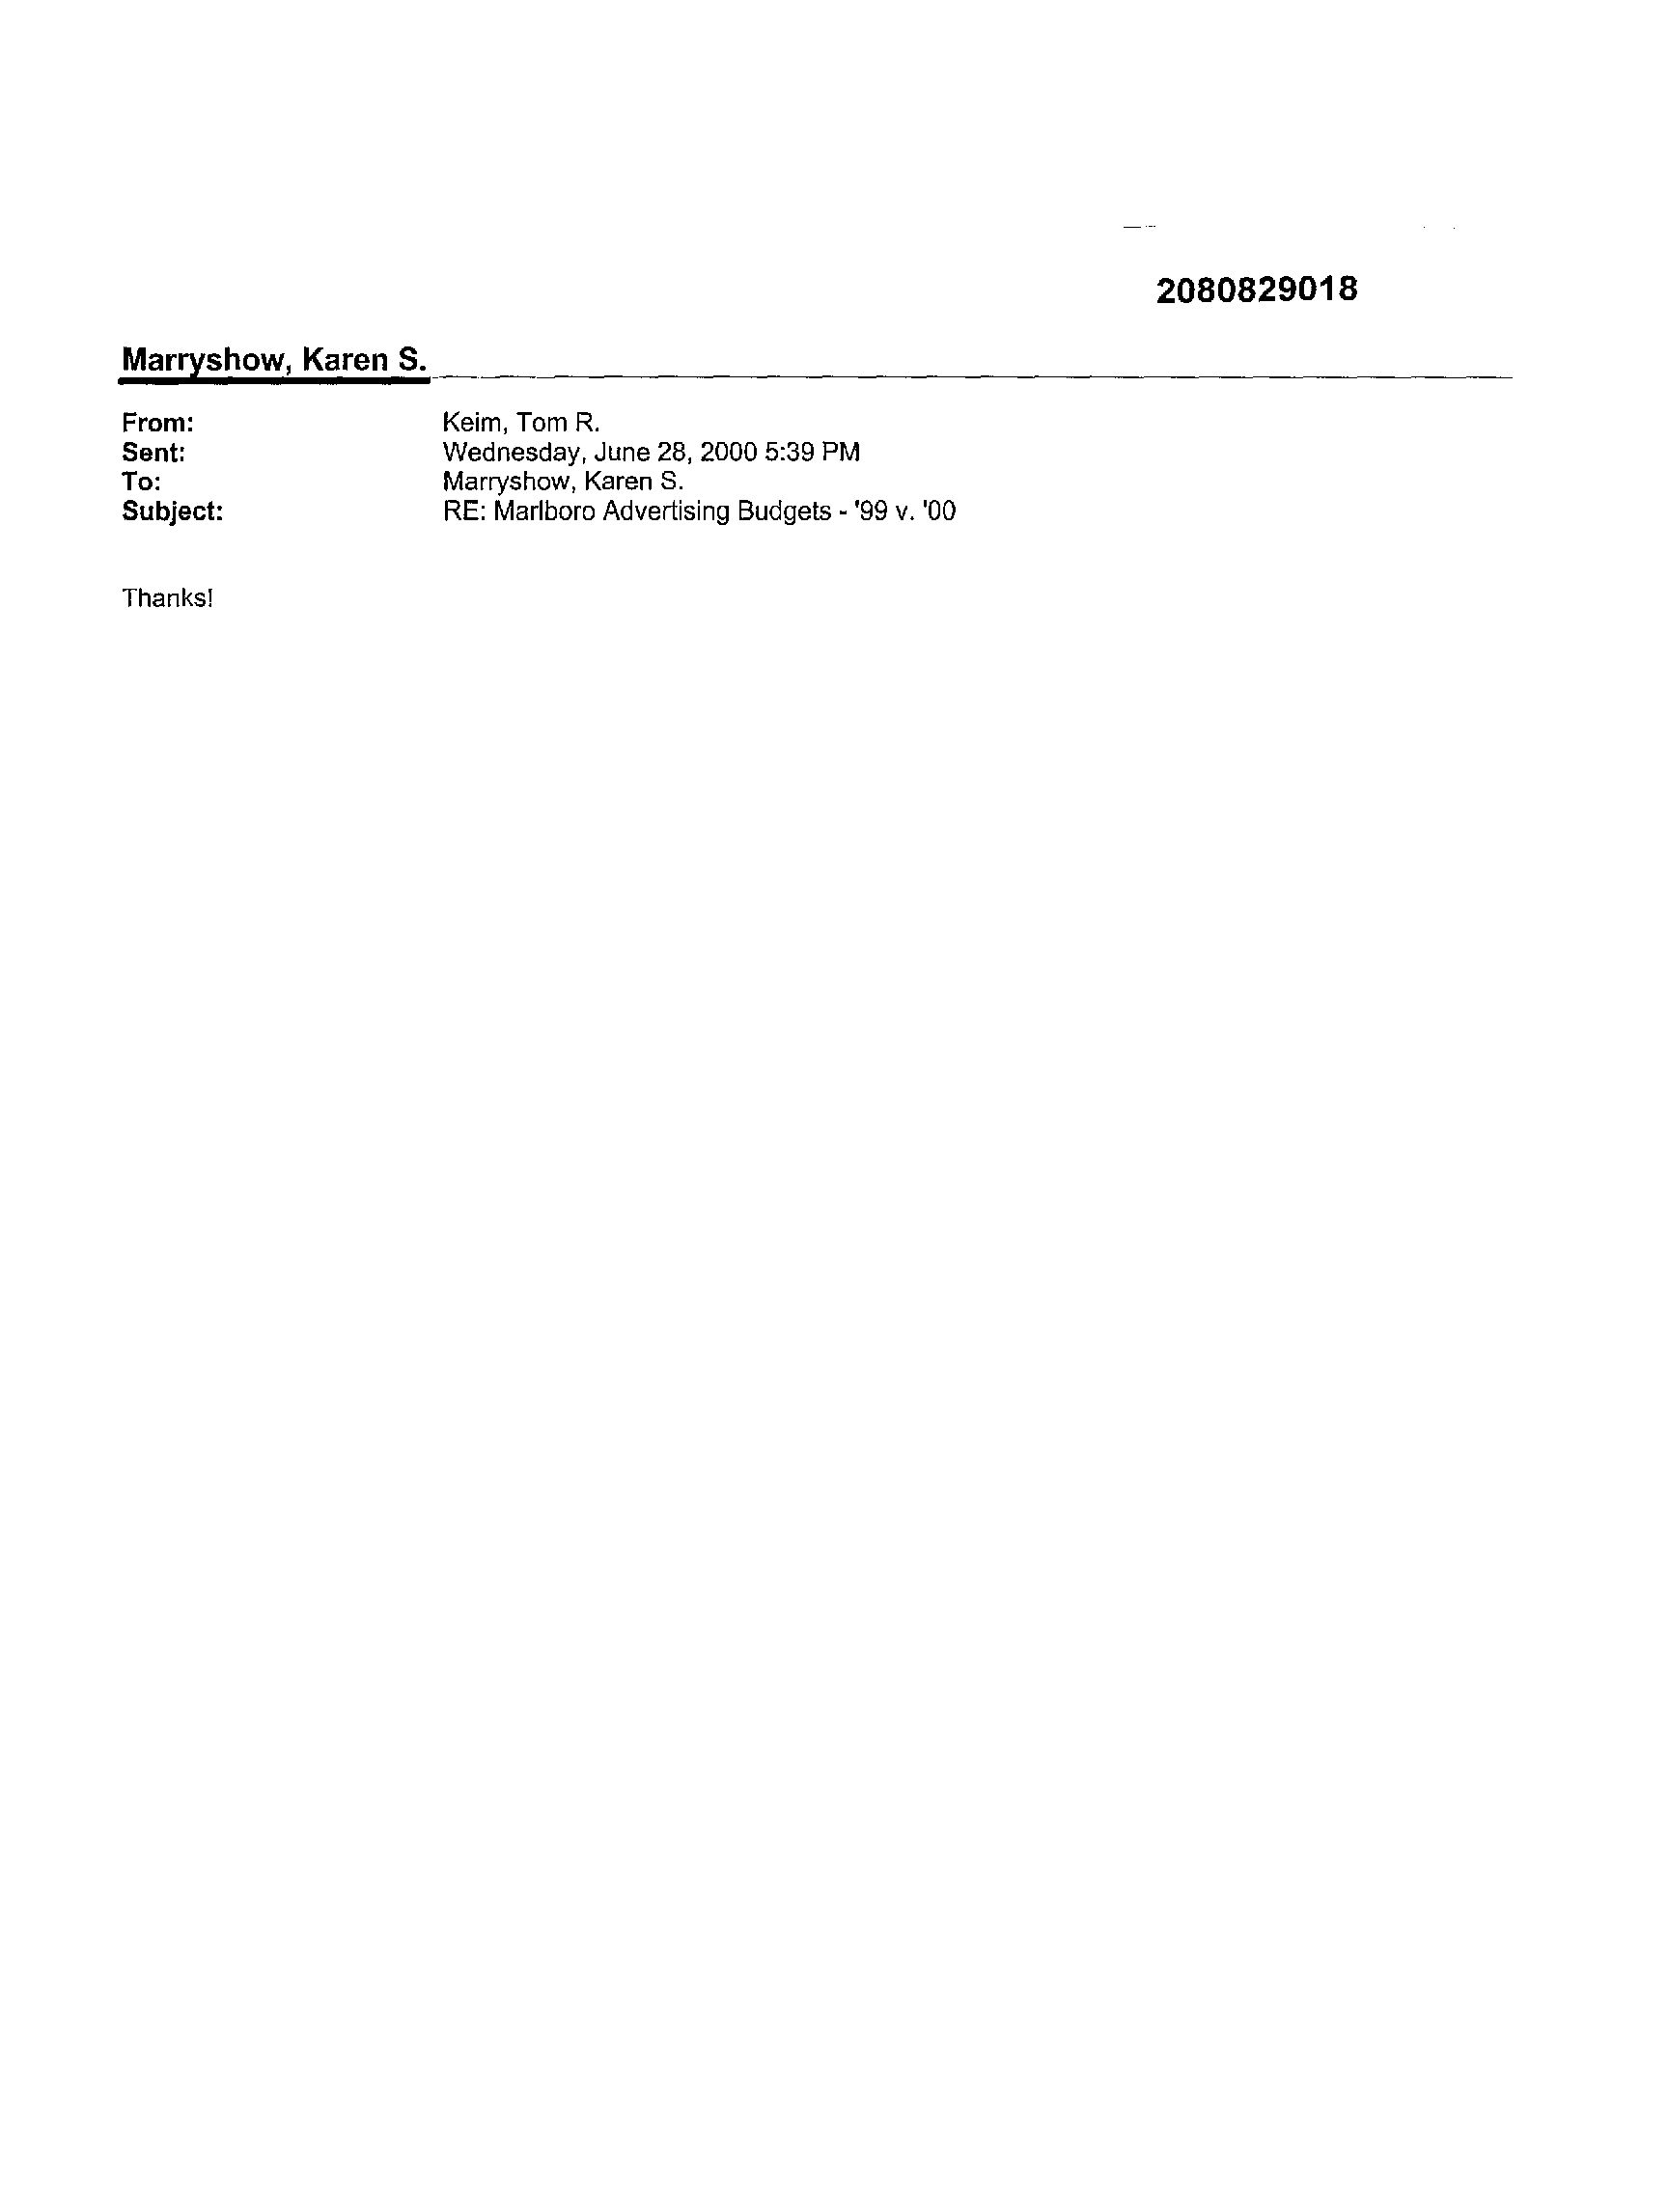 2080829018
Marryshow, Karen S.
From: Keim, Tom R.
Sent: Wednesday, June 28, 2000 5:39 PM
To: Marryshow, Karen S.
Subject: RE: Marlboro Advertising Budgets - '99 v. '00
Thanks!